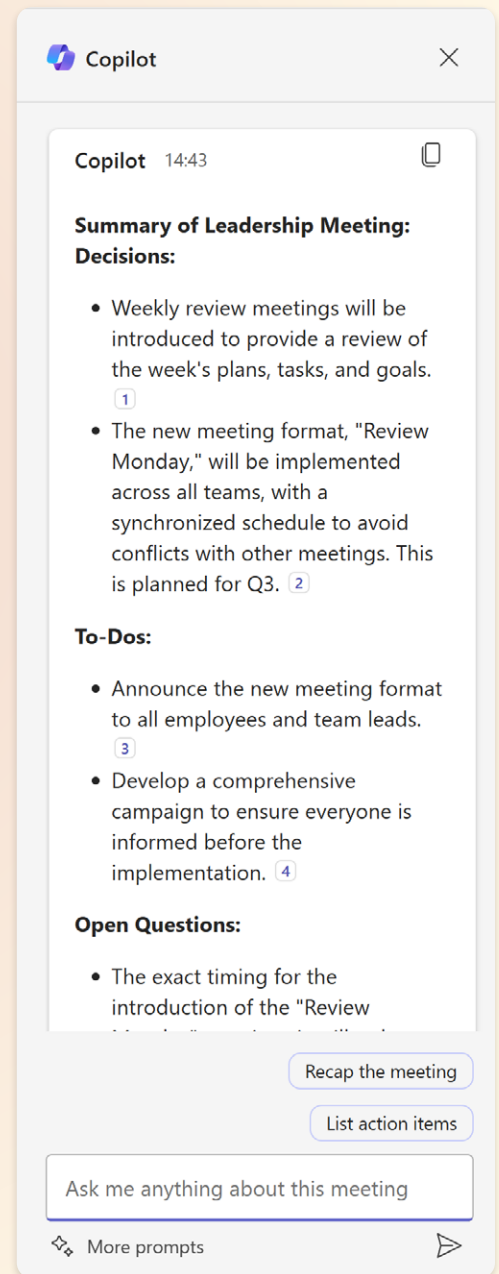 Copilot
Copilot 14:43
Summary of Leadership Meeting:
Decisions:
• Weekly review meetings will be
introduced to provide a review of
the week's plans, tasks, and goals.
1
• The new meeting format, "Review
Monday," will be implemented
across all teams, with a
synchronized schedule to avoid
conflicts with other meetings. This
is planned for Q3. 2
To-Dos:
• Announce the new meeting format
to all employees and team leads.
3
• Develop a comprehensive
campaign to ensure everyone is
informed before the
implementation. 4
Open Questions:
• The exact timing for the
introduction of the "Review
Recap the meeting
List action items
Ask me anything about this meeting
More prompts